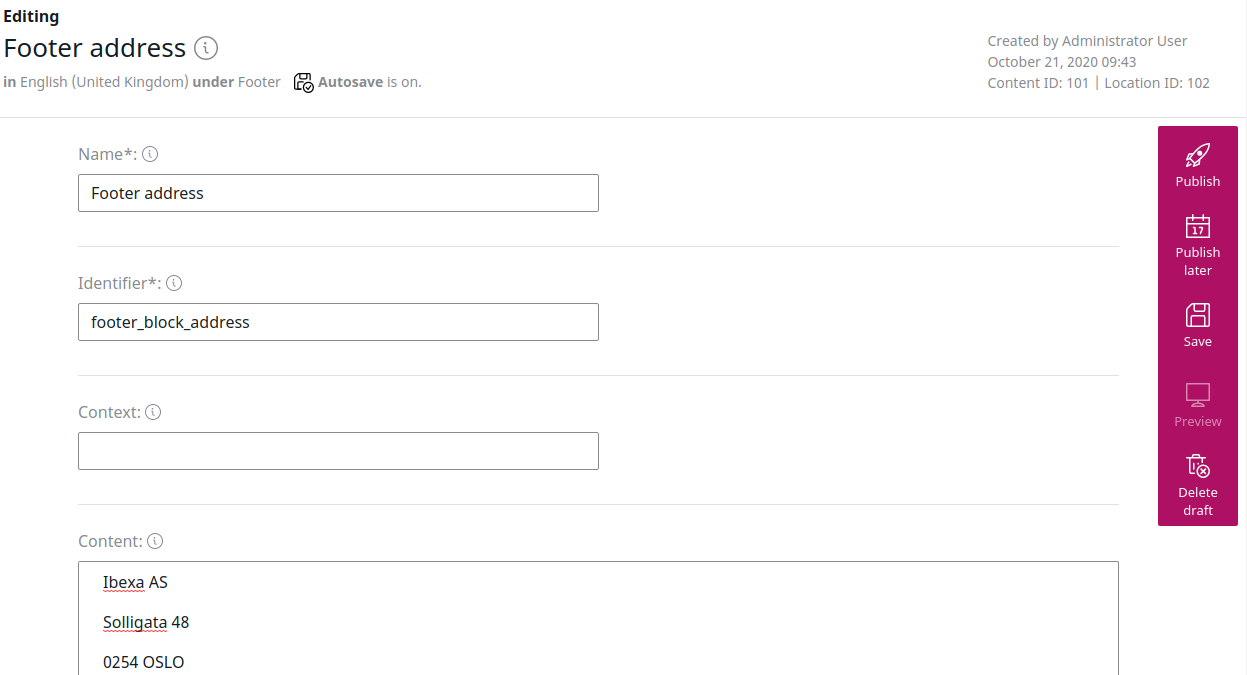 Editing
Footer address
in English (United Kingdom) under Footer Autosave is on.
Created by Administrator User
October 21, 2020 09:43
Content ID: 101 | Location ID: 102
Name*:
Footer address
Identifier*:
footer_block_address
Context:
Content:
Ibexa AS
Solligata 48
0254 OSLO
Publish
17
Publish
later
Save
Preview
Delete
draft